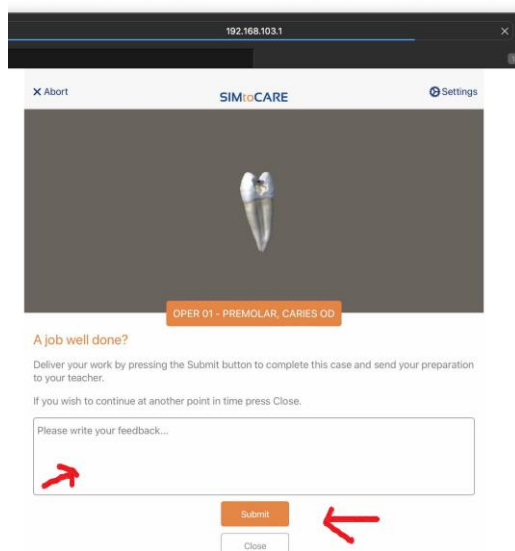 192.168.103.1
X Abort
SIMtoCARE
Settings
OPER 01 - PREMOLAR, CARIES OD
A job well done?
Deliver your work by pressing the Submit button to complete this case and send your preparation
to your teacher.
If you wish to continue at another point in time press Close.
Please write your feedback...
Submit
Close